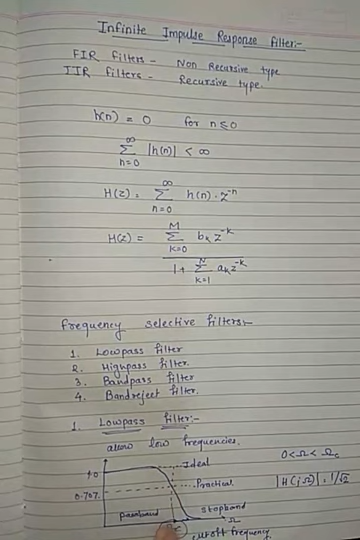 Infinite Impulse Response filter:-
FIR filters - Non Recursive type
IIR filters - Recursive type.
h(n) = 0 for n ≤ 0
∞
Σ |h(n)| < ∞
n=0
∞
H(z) = Σ h(n) · z⁻ⁿ
n=0
M
H(z) = Σ bₖ z⁻ᵏ
k=0
N
1 + Σ aₖ z⁻ᵏ
k=1
frequency selective filters:-
1. Lowpass filter
2. Highpass filter.
3. Bandpass filter
4. Bandreject filter.
1. Lowpass filter:-
allow low frequencies.
Ideal
0 < Ω < Ωc
1.0
Practical
|H(jΩ)| = 1/√2
0.707
passband
stopband
Ω
cutoff frequency